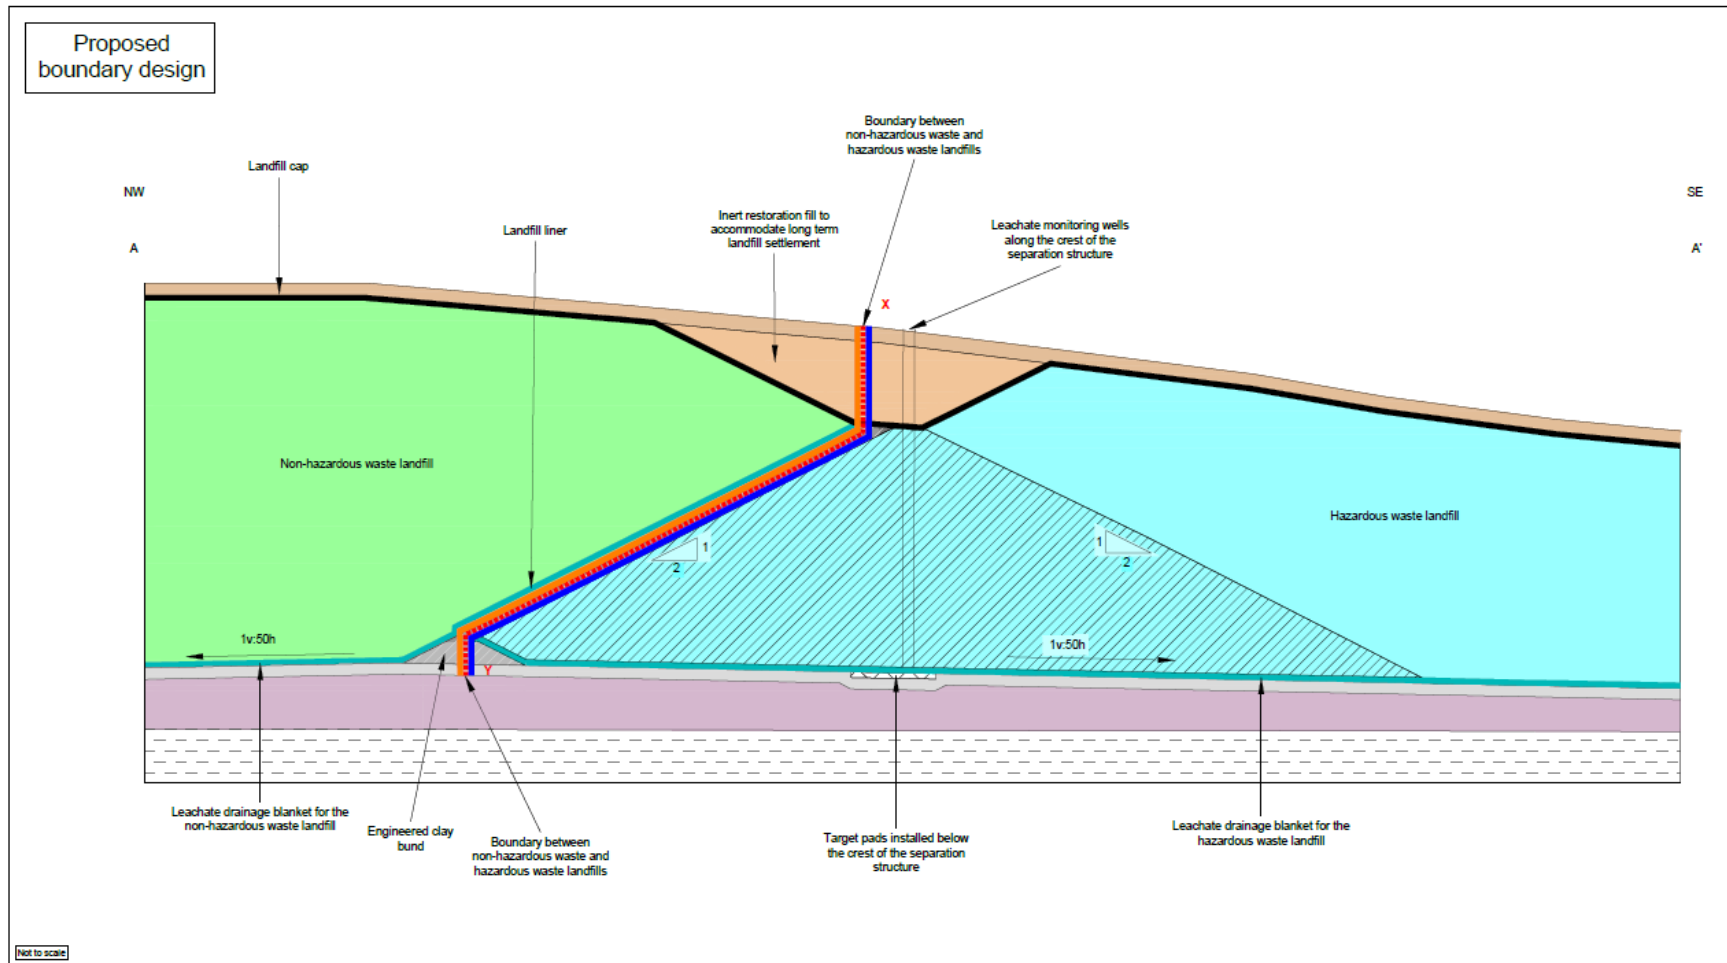 Proposed
boundary design
Boundary between
non-hazardous waste and
hazardous waste landfills
Landfill cap
NW
SE
Inert restoration fill to
accommodate long term
landfill settlement
Leachate monitoring wells
along the crest of the
separation structure
Landfill liner
A
A'
X
Non-hazardous waste landfill
Hazardous waste landfill
1
2
1
2
1v:50h
1v:50h
Y
Leachate drainage blanket for the
non-hazardous waste landfill
Engineered clay
bund
Boundary between
non-hazardous waste and
hazardous waste landfills
Target pads installed below
the crest of the separation
structure
Leachate drainage blanket for the
hazardous waste landfill
Not to scale